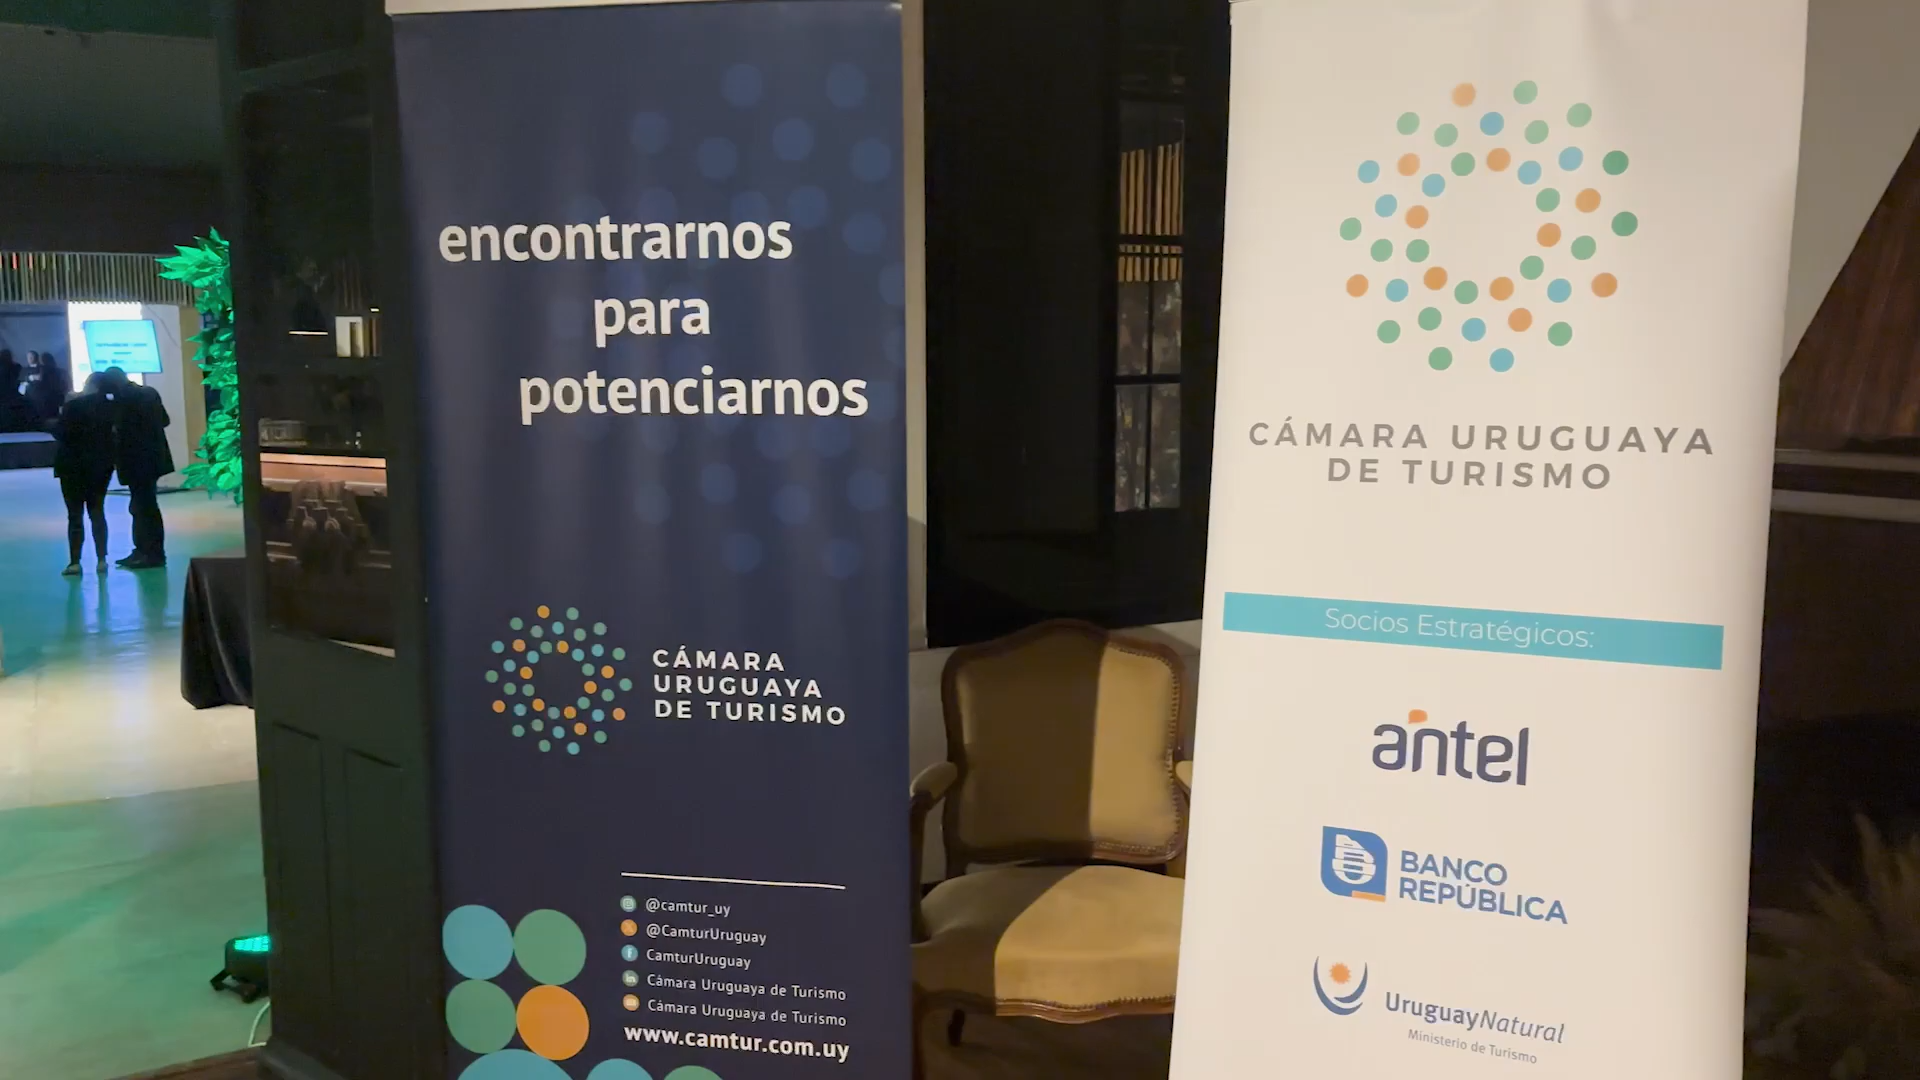 encontrarnos
para
potenciarnos
CÁMARA
URUGUAYA
DE TURISMO
@camtur_uy
@CamturUruguay
CamturUruguay
Cámara Uruguaya de Turismo
Cámara Uruguaya de Turismo
www.camtur.com.uy
CÁMARA URUGUAYA
DE TURISMO
Socios Estratégicos:
antel
BANCO
REPÚBLICA
UruguayNatural
Ministerio de Turismo